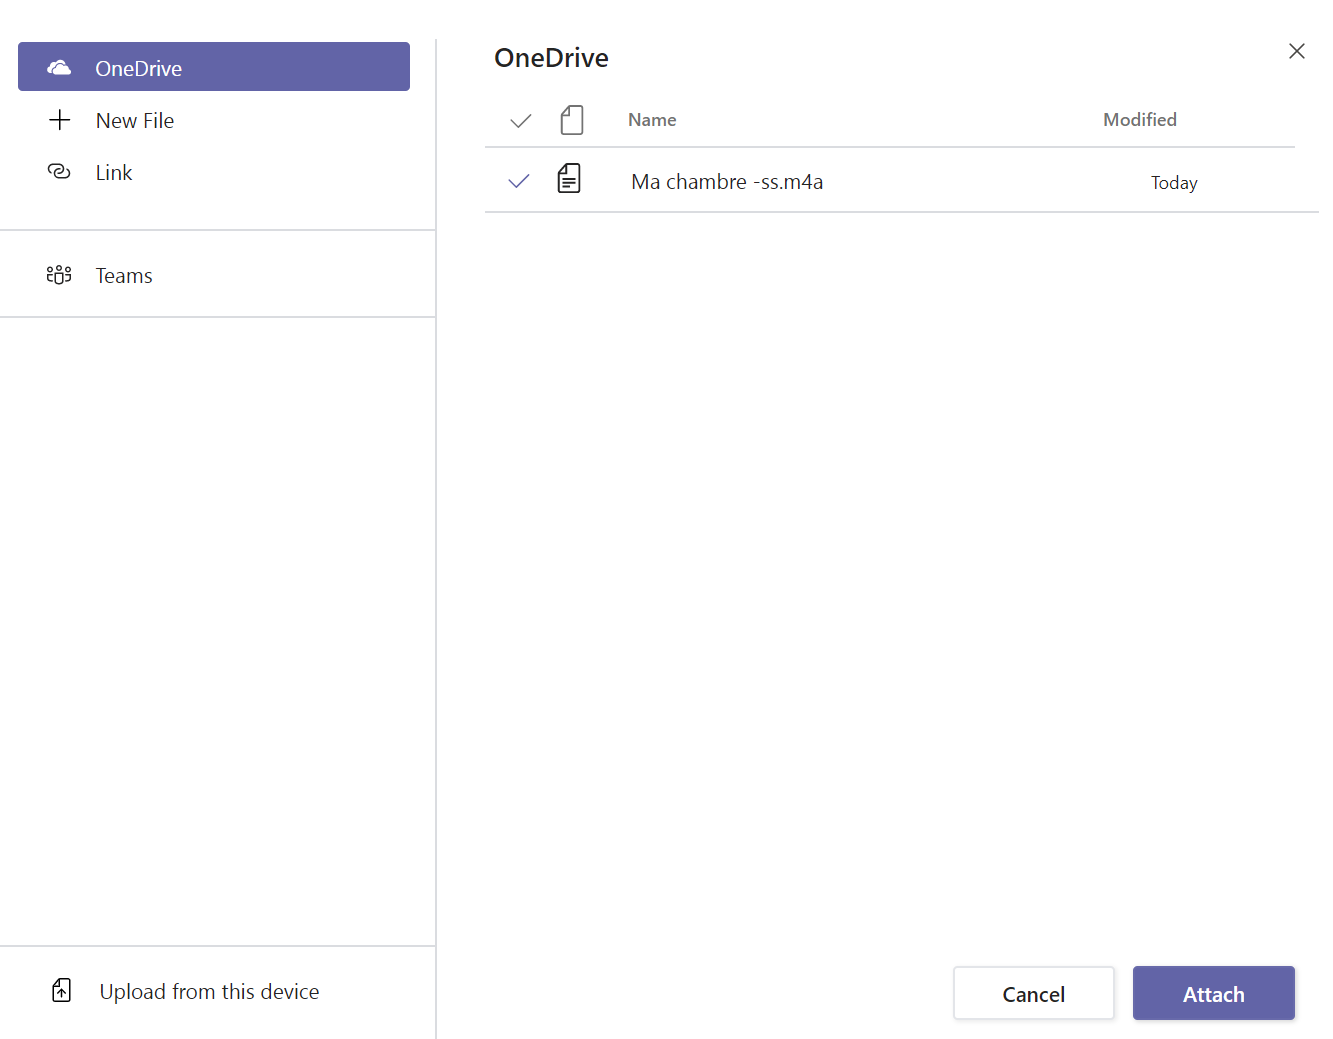 OneDrive
New File
Link
Teams
Upload from this device
OneDrive
Name Modified
Ma chambre -ss.m4a Today
Cancel Attach